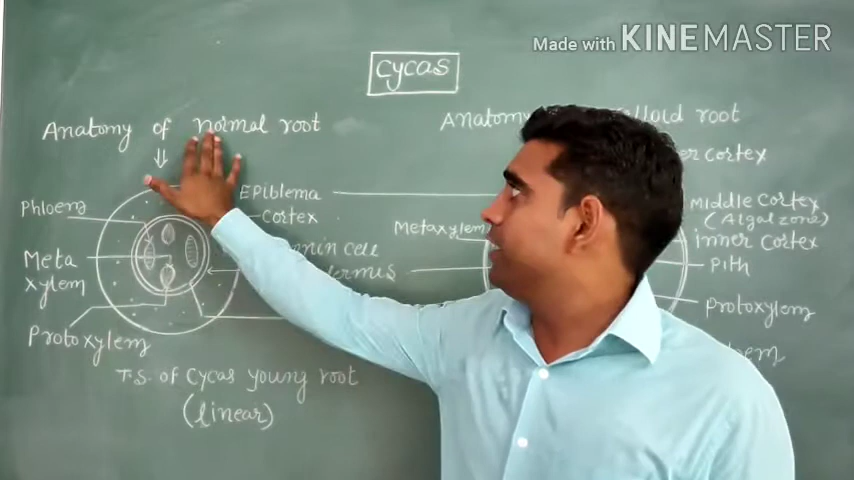 Made with KINEMASTER
Cycas
Anatomy of normal root
Epiblema
Cortex
Phloem
Meta
xylem
Protoxylem
T.S. of Cycas young root
(linear)
root
Cortex
Middle Cortex
(Algal zone)
inner Cortex
Metaxylem
Pith
Protoxylem